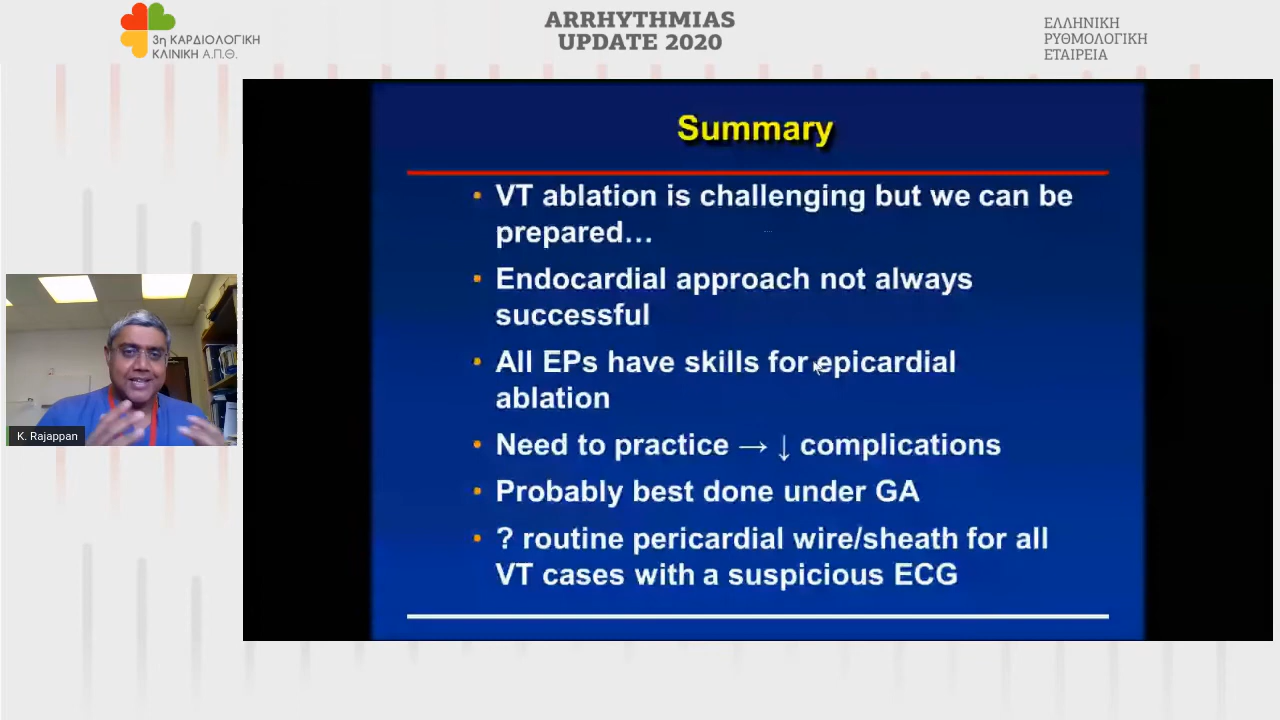 3η ΚΑΡΔΙΟΛΟΓΙΚΗ
ΚΛΙΝΙΚΗ Α.Π.Θ.
ARRHYTHMIAS
UPDATE 2020
ΕΛΛΗΝΙΚΗ
ΡΥΘΜΟΛΟΓΙΚΗ
ΕΤΑΙΡΕΙΑ
Summary
• VT ablation is challenging but we can be
prepared…
• Endocardial approach not always
successful
• All EPs have skills for epicardial
ablation
• Need to practice → ↓ complications
• Probably best done under GA
• ? routine pericardial wire/sheath for all
VT cases with a suspicious ECG
K. Rajappan